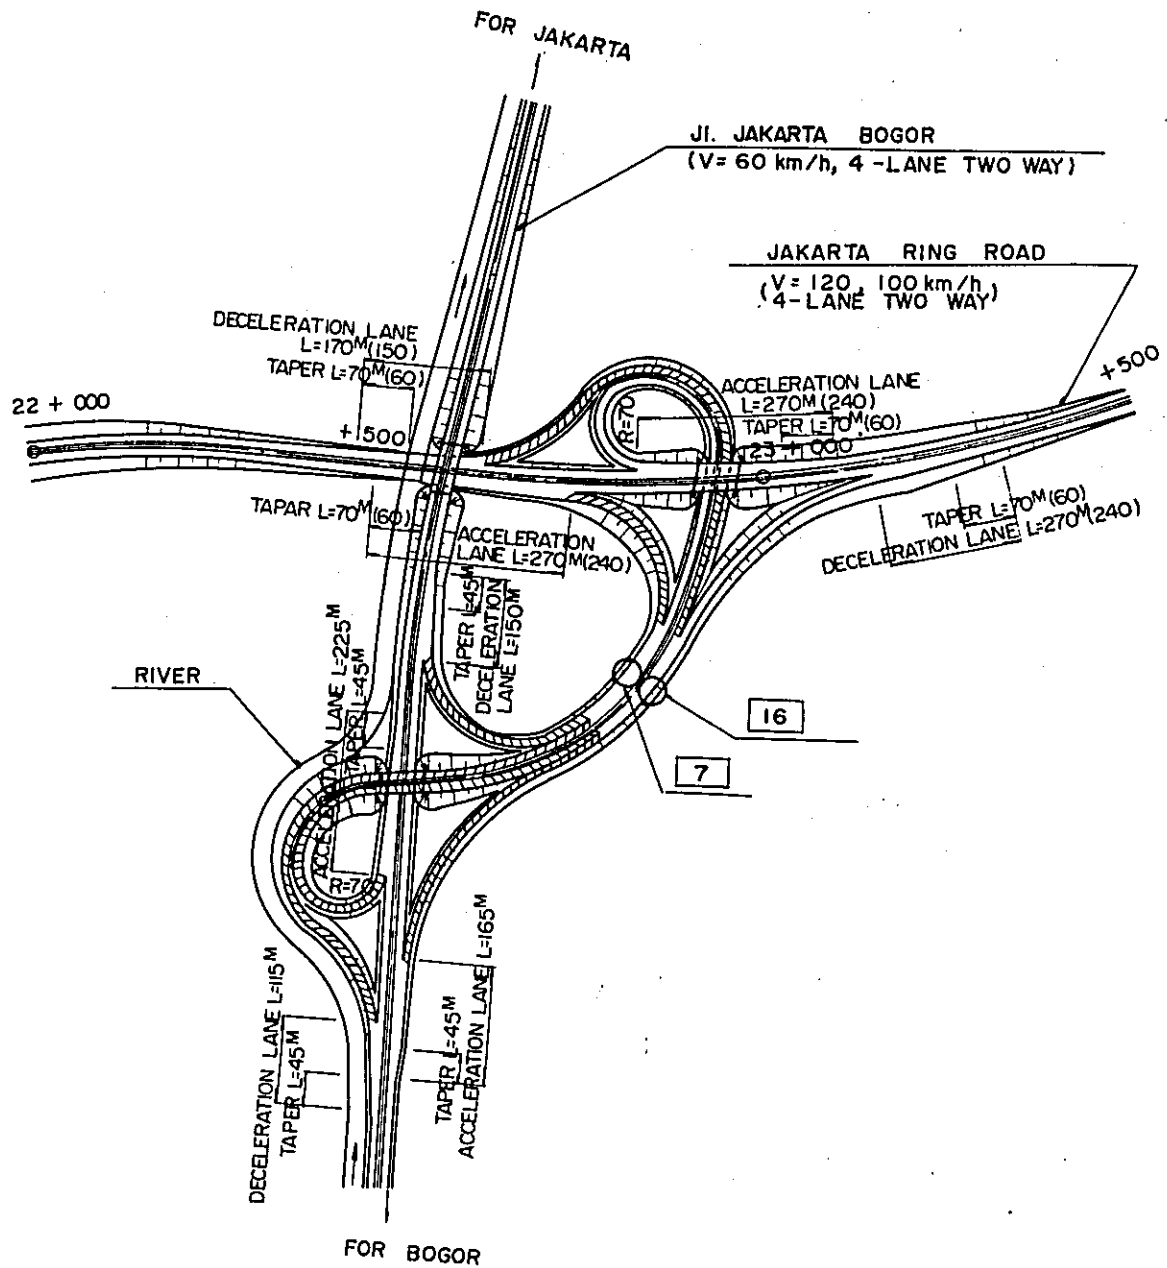 FOR JAKARTA
Jl. JAKARTA BOGOR
(V= 60 km/h, 4-LANE TWO WAY)
JAKARTA RING ROAD
(V= 120, 100 km/h
4-LANE TWO WAY)
DECELERATION LANE
L=170M(150)
TAPER L=70M(60)
+500
ACCELERATION LANE
L=270M(240)
TAPER L=70M(60)
22 + 000
+500
R=70
23 + 000
TAPAR L=70M(60)
ACCELERATION
LANE L=270M(240)
TAPER L=70M(60)
DECELERATION LANE L=270M(240)
TAPER L=45M
DECELERATION
LANE L=150M
ACCELERATION LANE L=225M
TAPER L=45M
RIVER
16
7
R=70
DECELERATION LANE L=115M
TAPER L=45M
TAPER L=45M
ACCELERATION LANE L=165M
FOR BOGOR